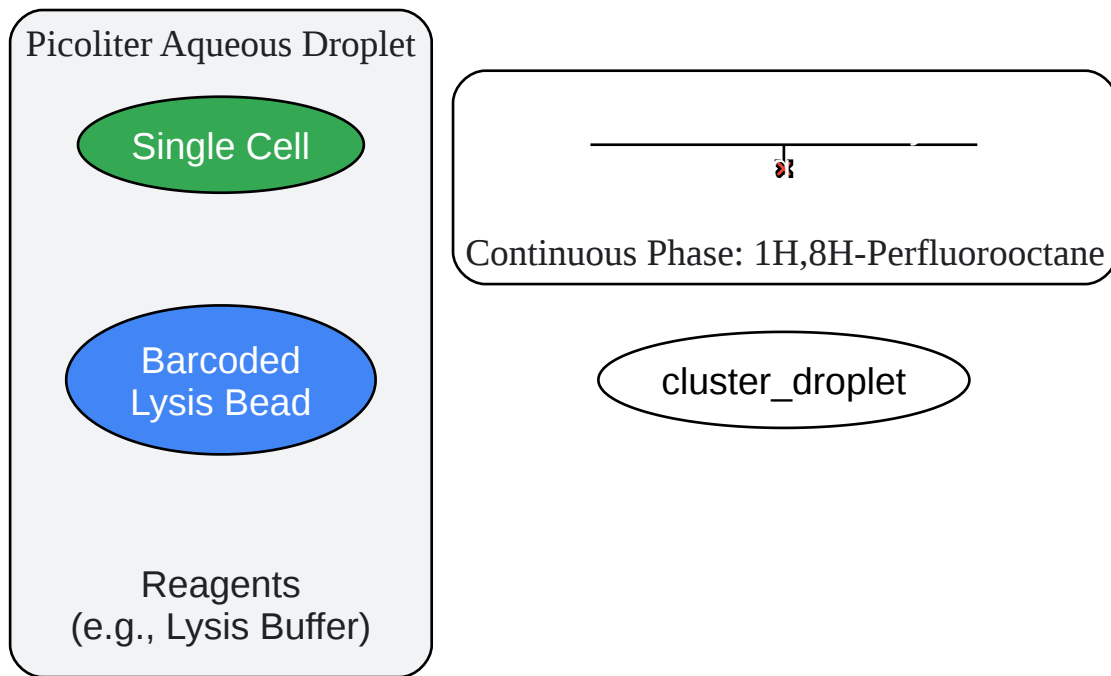 Picoliter Aqueous Droplet
Single Cell
Barcoded
Lysis Bead
Reagents
(e.g., Lysis Buffer)
Continuous Phase: 1H,8H-Perfluorooctane
cluster_droplet